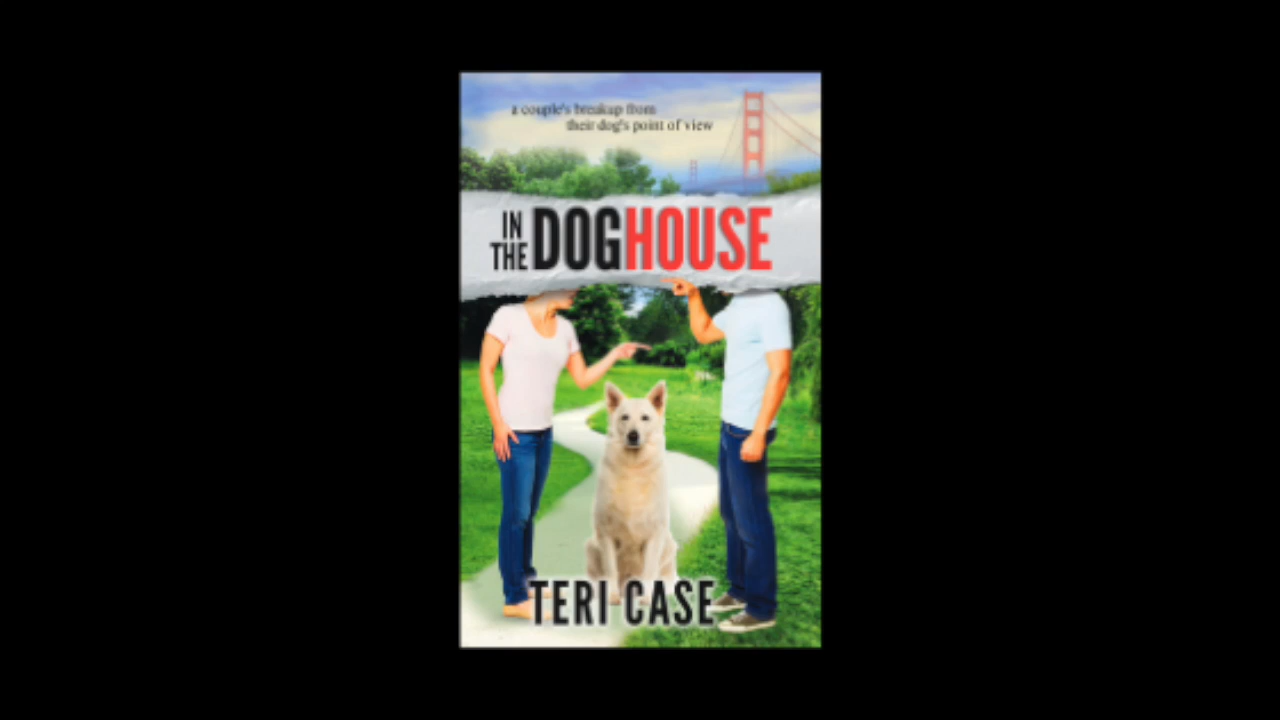 a couple's breakup from
their dog's point of view
IN
THE DOGHOUSE
TERI CASE